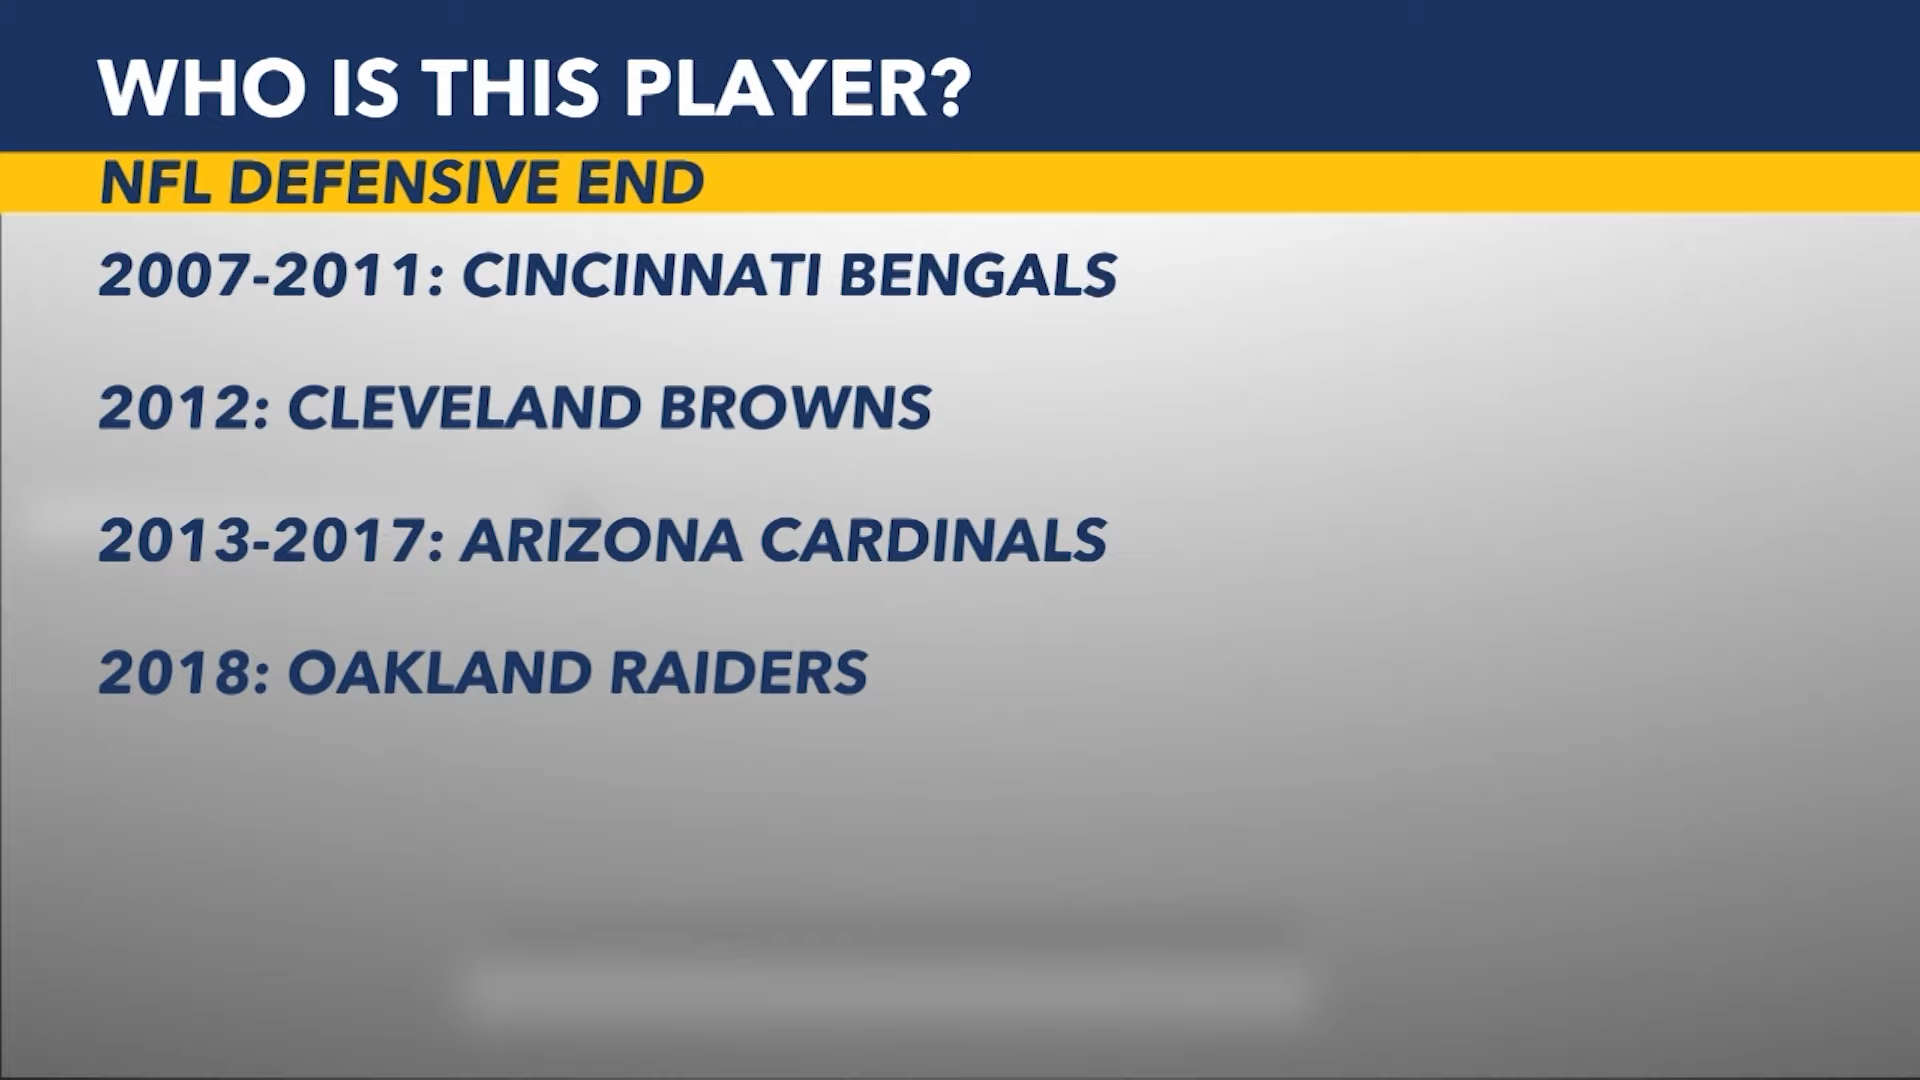 WHO IS THIS PLAYER?
NFL DEFENSIVE END
2007-2011: CINCINNATI BENGALS
2012: CLEVELAND BROWNS
2013-2017: ARIZONA CARDINALS
2018: OAKLAND RAIDERS